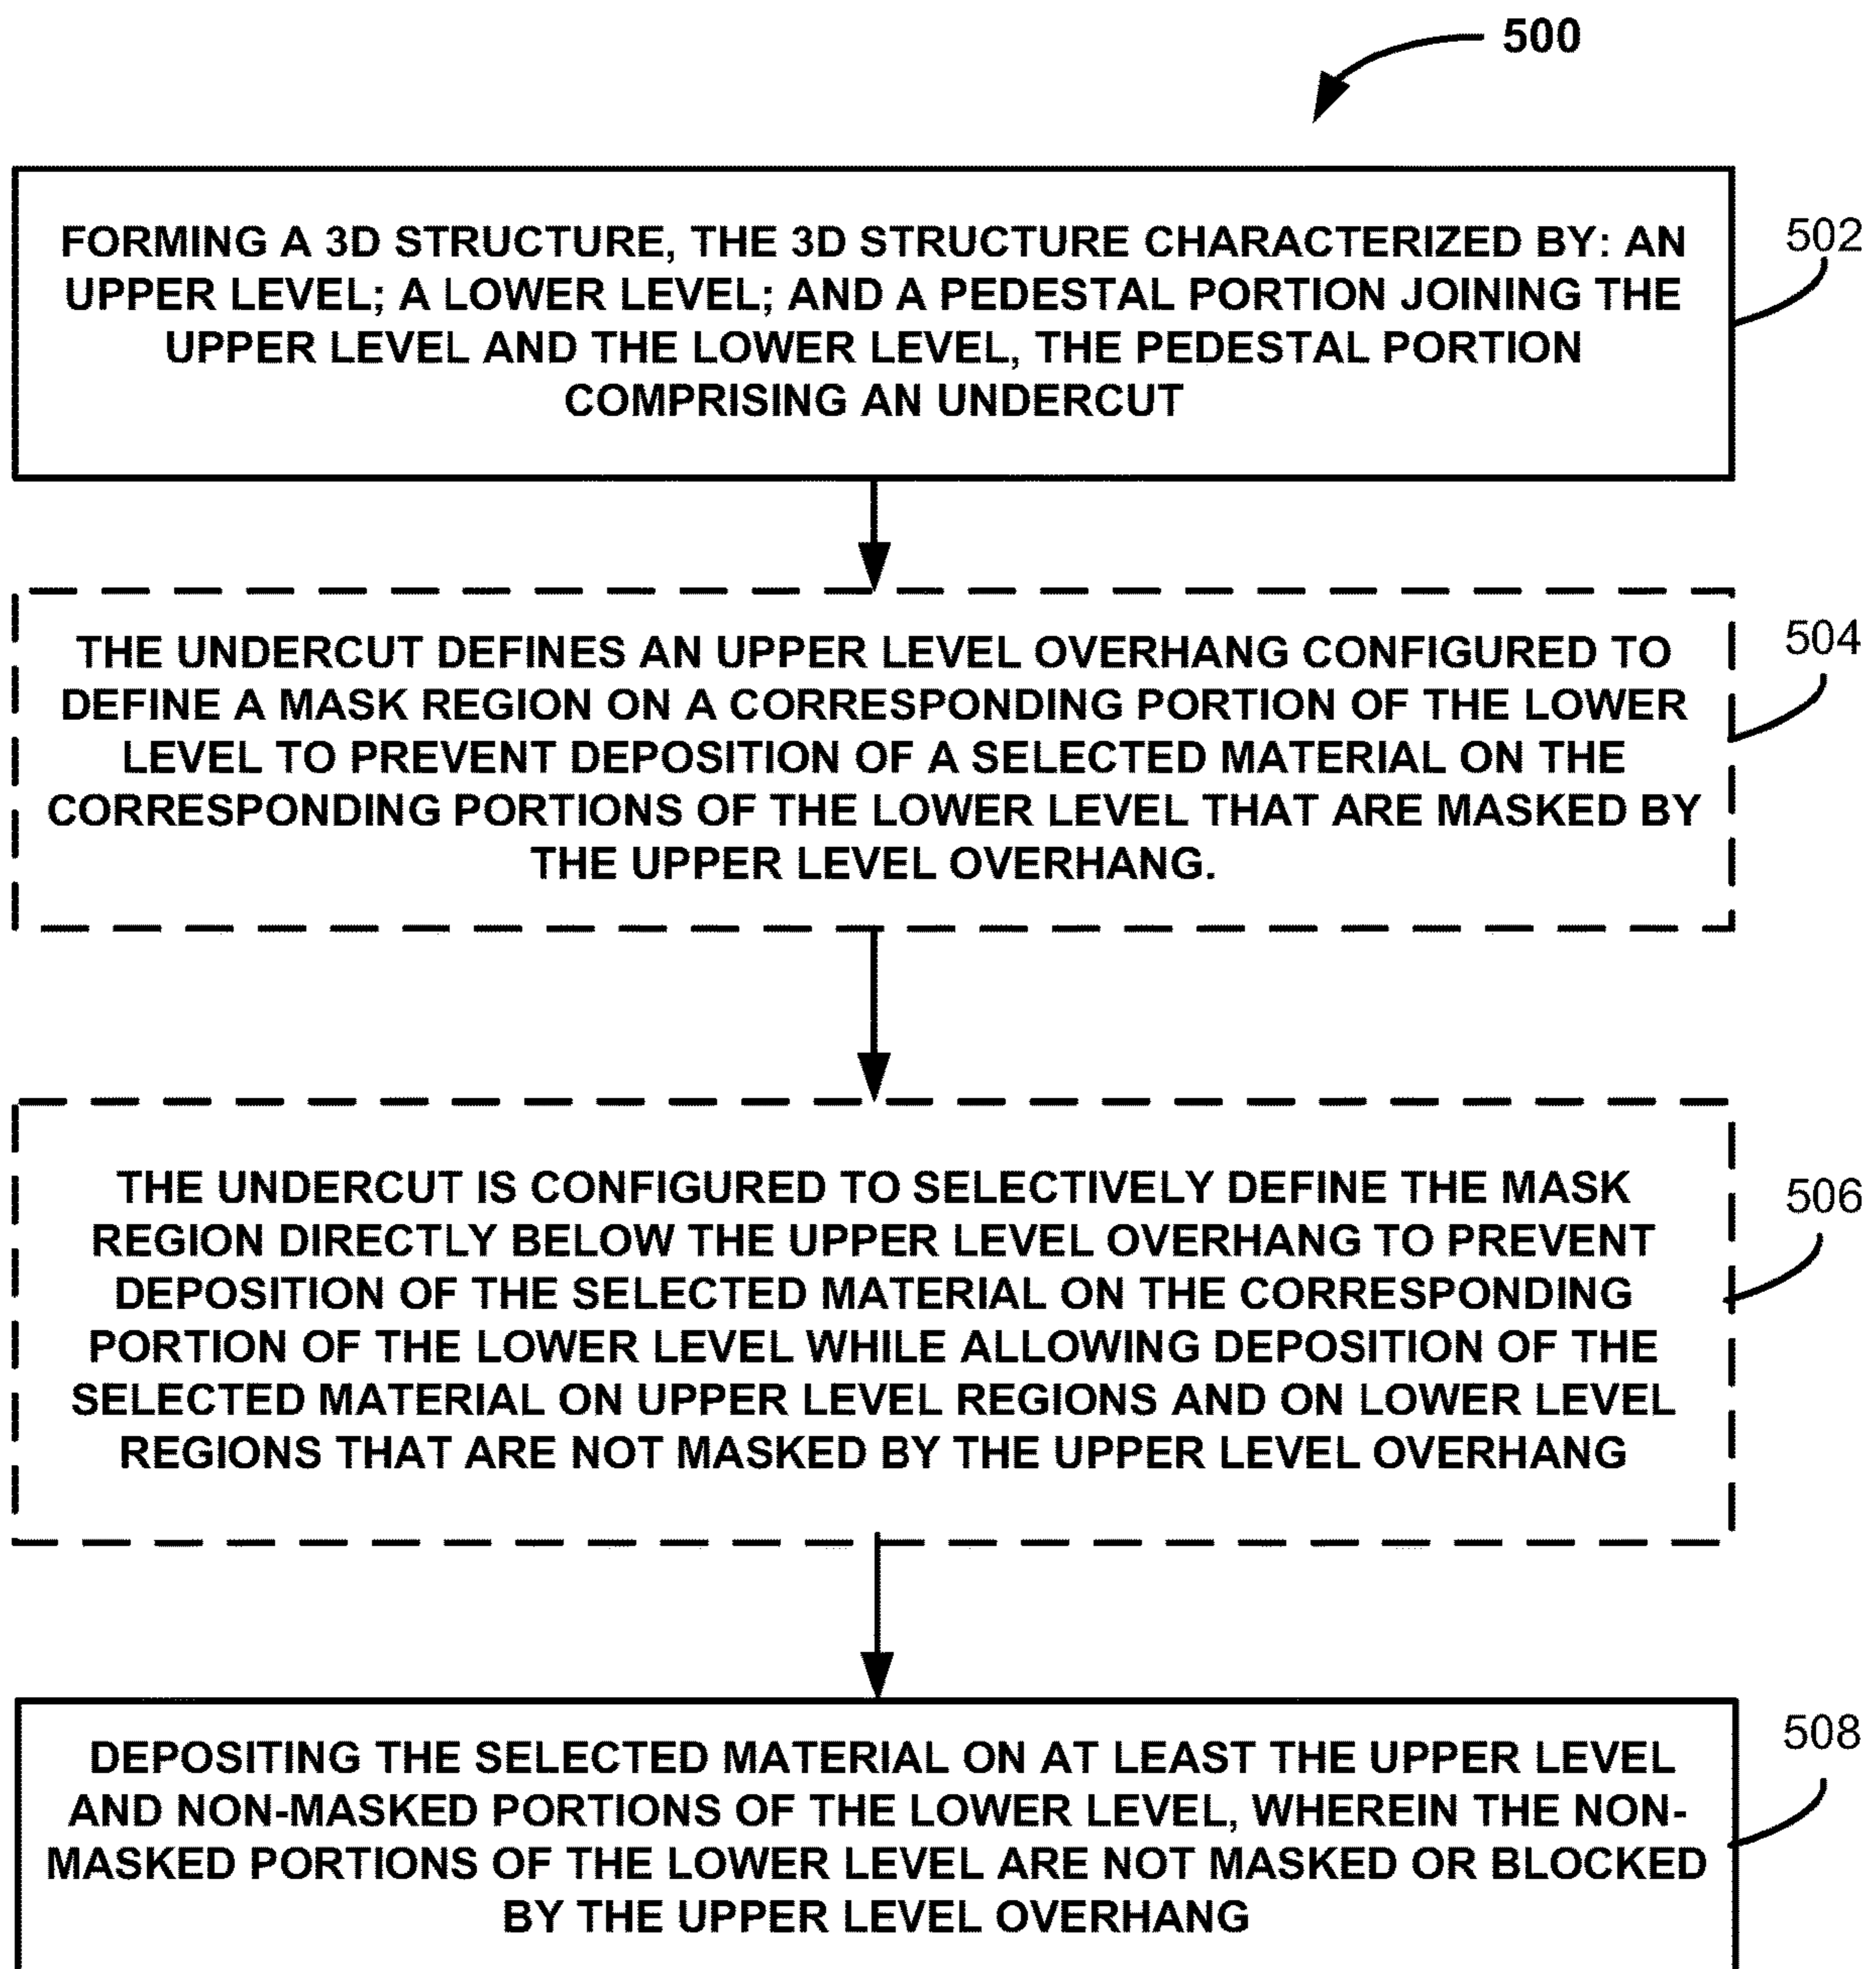 500
FORMING A 3D STRUCTURE, THE 3D STRUCTURE CHARACTERIZED BY: AN
UPPER LEVEL; A LOWER LEVEL; AND A PEDESTAL PORTION JOINING THE
UPPER LEVEL AND THE LOWER LEVEL, THE PEDESTAL PORTION
COMPRISING AN UNDERCUT
502
THE UNDERCUT DEFINES AN UPPER LEVEL OVERHANG CONFIGURED TO
DEFINE A MASK REGION ON A CORRESPONDING PORTION OF THE LOWER
LEVEL TO PREVENT DEPOSITION OF A SELECTED MATERIAL ON THE
CORRESPONDING PORTIONS OF THE LOWER LEVEL THAT ARE MASKED BY
THE UPPER LEVEL OVERHANG.
504
THE UNDERCUT IS CONFIGURED TO SELECTIVELY DEFINE THE MASK
REGION DIRECTLY BELOW THE UPPER LEVEL OVERHANG TO PREVENT
DEPOSITION OF THE SELECTED MATERIAL ON THE CORRESPONDING
PORTION OF THE LOWER LEVEL WHILE ALLOWING DEPOSITION OF THE
SELECTED MATERIAL ON UPPER LEVEL REGIONS AND ON LOWER LEVEL
REGIONS THAT ARE NOT MASKED BY THE UPPER LEVEL OVERHANG
506
DEPOSITING THE SELECTED MATERIAL ON AT LEAST THE UPPER LEVEL
AND NON-MASKED PORTIONS OF THE LOWER LEVEL, WHEREIN THE NON-
MASKED PORTIONS OF THE LOWER LEVEL ARE NOT MASKED OR BLOCKED
BY THE UPPER LEVEL OVERHANG
508